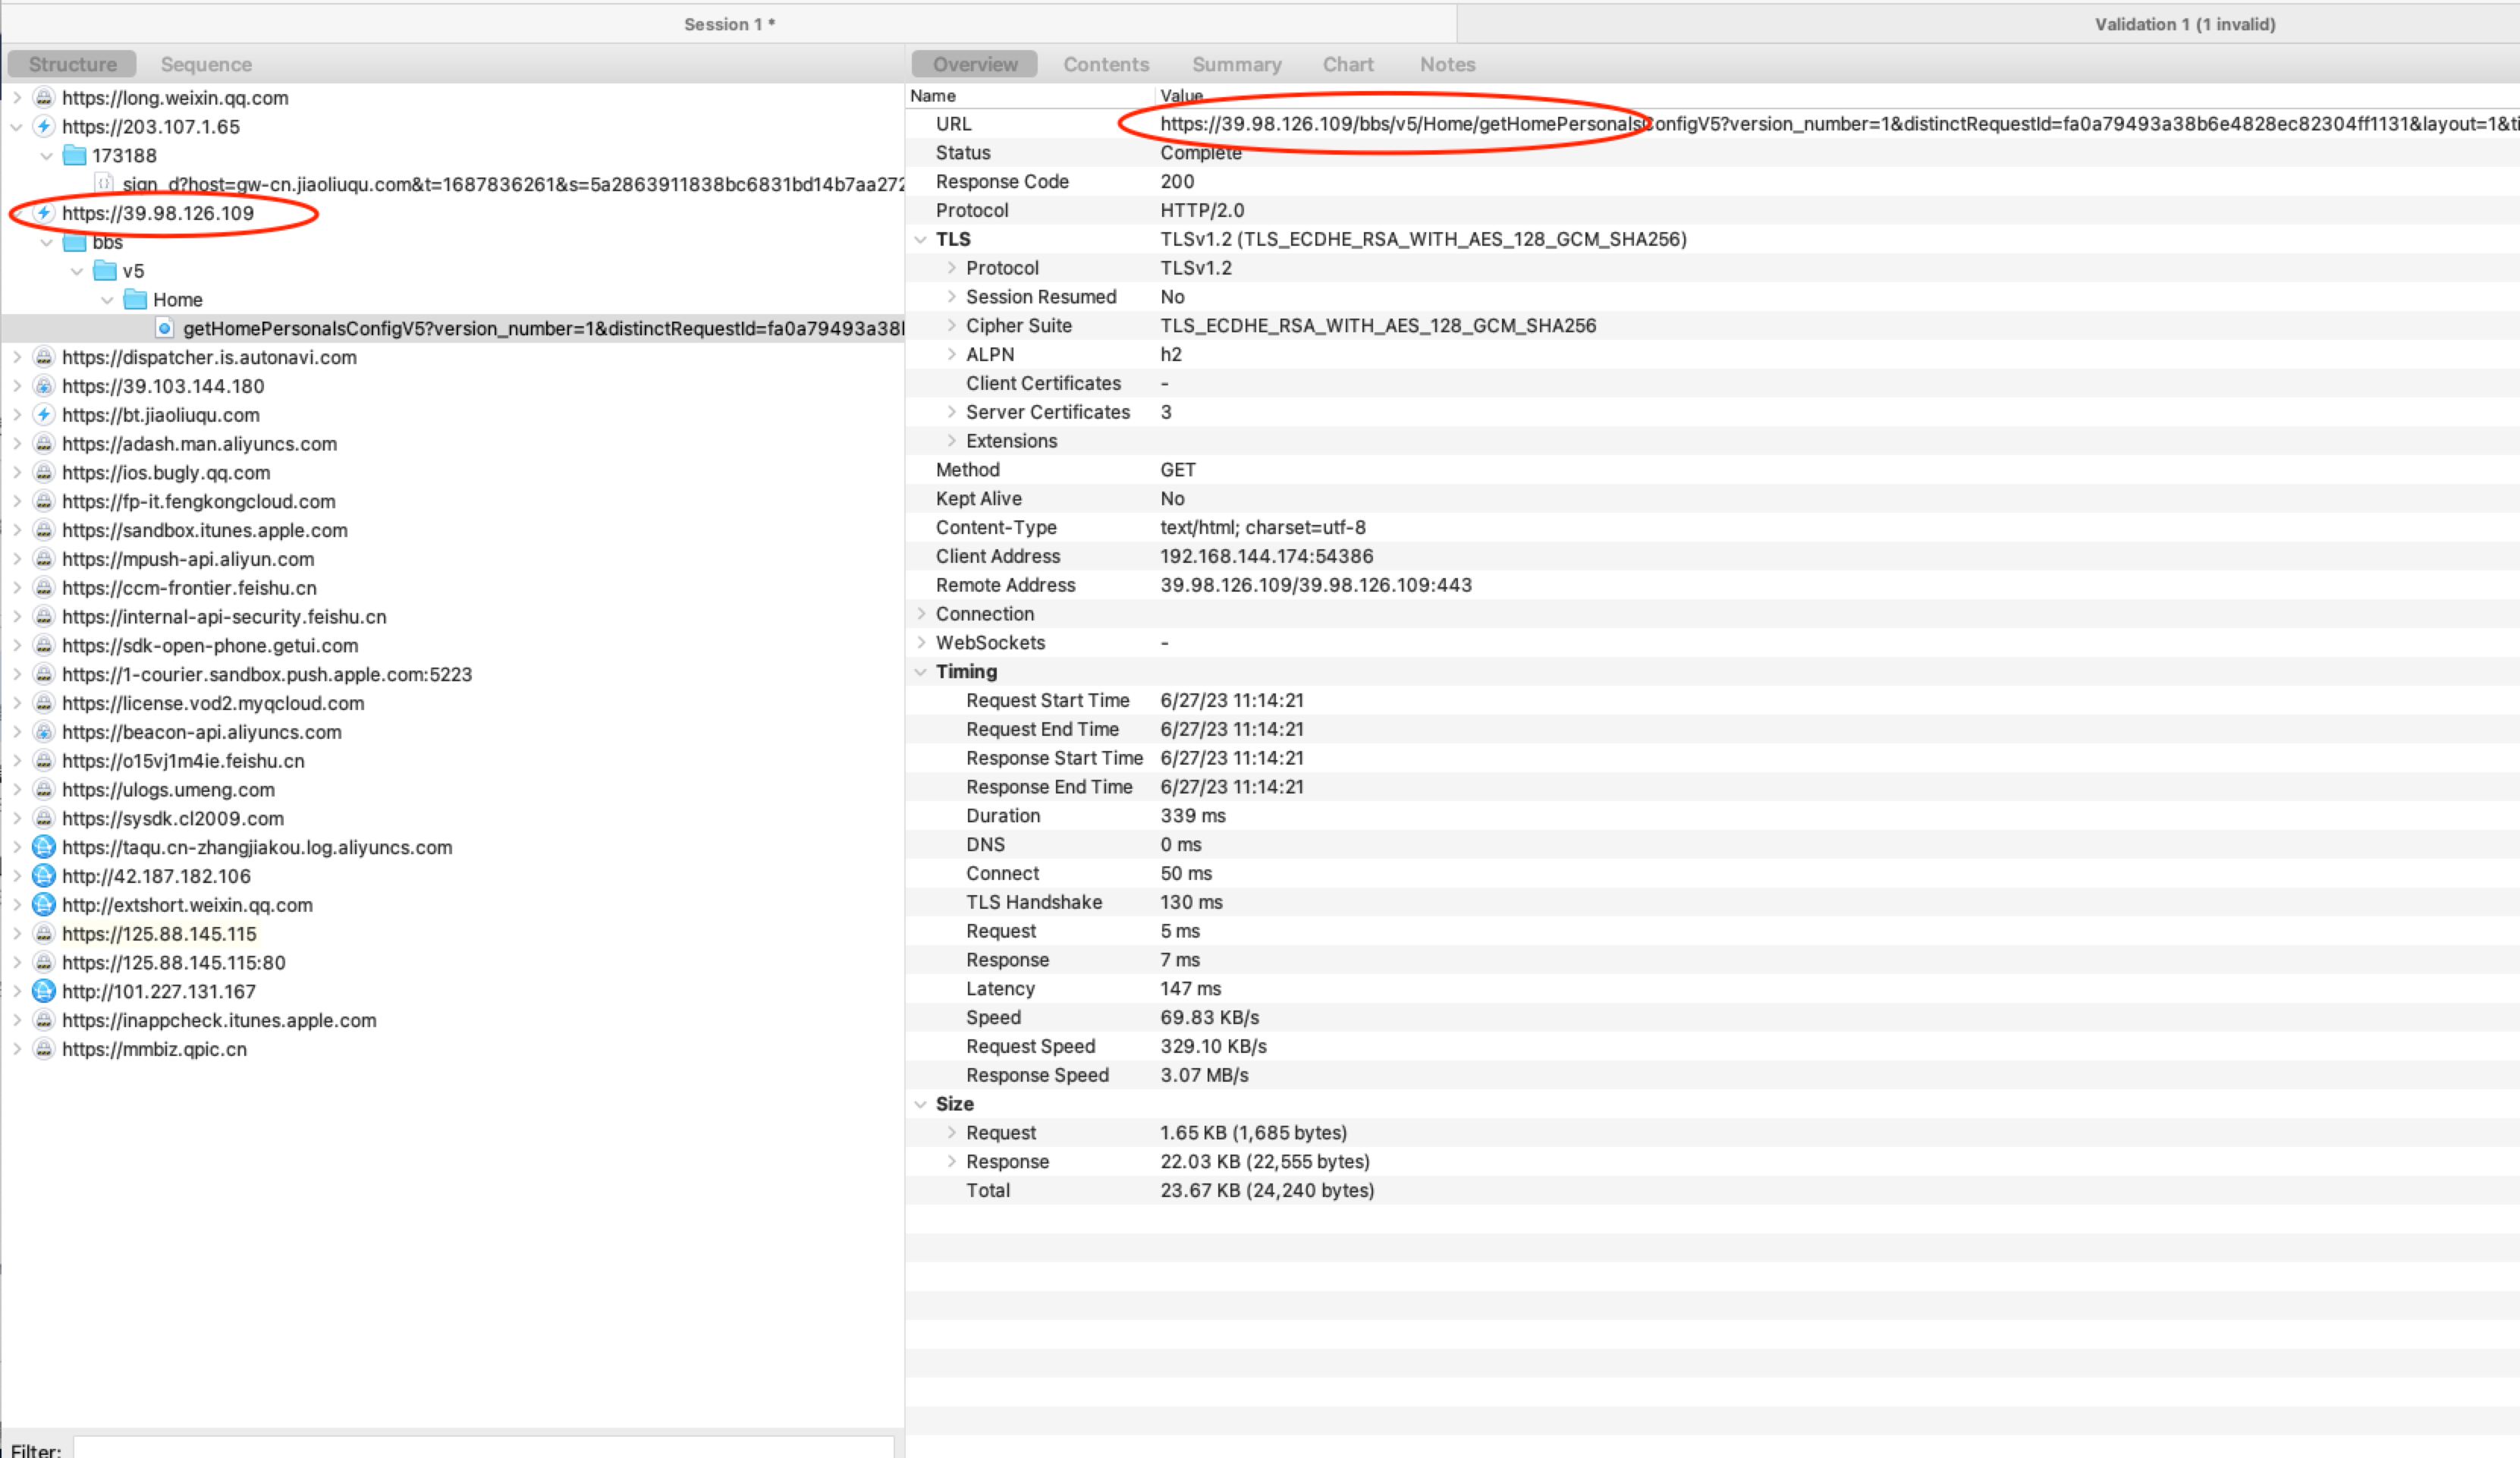 Session 1 *
Validation 1 (1 invalid)
Structure
Sequence
https://long.weixin.qq.com
https://203.107.1.65
173188
sign_d?host=gw-cn.jiaoliuqu.com&t=1687836261&s=5a2863911838bc6831bd14b7aa272
https://39.98.126.109
bbs
v5
Home
getHomePersonalsConfigV5?version_number=1&distinctRequestId=fa0a79493a38
https://dispatcher.is.autonavi.com
https://39.103.144.180
https://bt.jiaoliuqu.com
https://adash.man.aliyuncs.com
https://ios.bugly.qq.com
https://fp-it.fengkongcloud.com
https://sandbox.itunes.apple.com
https://mpush-api.aliyun.com
https://ccm-frontier.feishu.cn
https://internal-api-security.feishu.cn
https://sdk-open-phone.getui.com
https://1-courier.sandbox.push.apple.com:5223
https://license.vod2.myqcloud.com
https://beacon-api.aliyuncs.com
https://o15vj1m4ie.feishu.cn
https://ulogs.umeng.com
https://sysdk.cl2009.com
https://taqu.cn-zhangjiakou.log.aliyuncs.com
http://42.187.182.106
http://extshort.weixin.qq.com
https://125.88.145.115
https://125.88.145.115:80
http://101.227.131.167
https://inappcheck.itunes.apple.com
https://mmbiz.qpic.cn
Filter:
Overview
Contents
Summary
Chart
Notes
Name Value
URL https://39.98.126.109/bbs/v5/Home/getHomePersonalsConfigV5?version_number=1&distinctRequestId=fa0a79493a38b6e4828ec82304ff1131&layout=1&ti
Status Complete
Response Code 200
Protocol HTTP/2.0
TLS TLSv1.2 (TLS_ECDHE_RSA_WITH_AES_128_GCM_SHA256)
Protocol TLSv1.2
Session Resumed No
Cipher Suite TLS_ECDHE_RSA_WITH_AES_128_GCM_SHA256
ALPN h2
Client Certificates -
Server Certificates 3
Extensions
Method GET
Kept Alive No
Content-Type text/html; charset=utf-8
Client Address 192.168.144.174:54386
Remote Address 39.98.126.109/39.98.126.109:443
Connection
WebSockets -
Timing
Request Start Time 6/27/23 11:14:21
Request End Time 6/27/23 11:14:21
Response Start Time 6/27/23 11:14:21
Response End Time 6/27/23 11:14:21
Duration 339 ms
DNS 0 ms
Connect 50 ms
TLS Handshake 130 ms
Request 5 ms
Response 7 ms
Latency 147 ms
Speed 69.83 KB/s
Request Speed 329.10 KB/s
Response Speed 3.07 MB/s
Size
Request 1.65 KB (1,685 bytes)
Response 22.03 KB (22,555 bytes)
Total 23.67 KB (24,240 bytes)